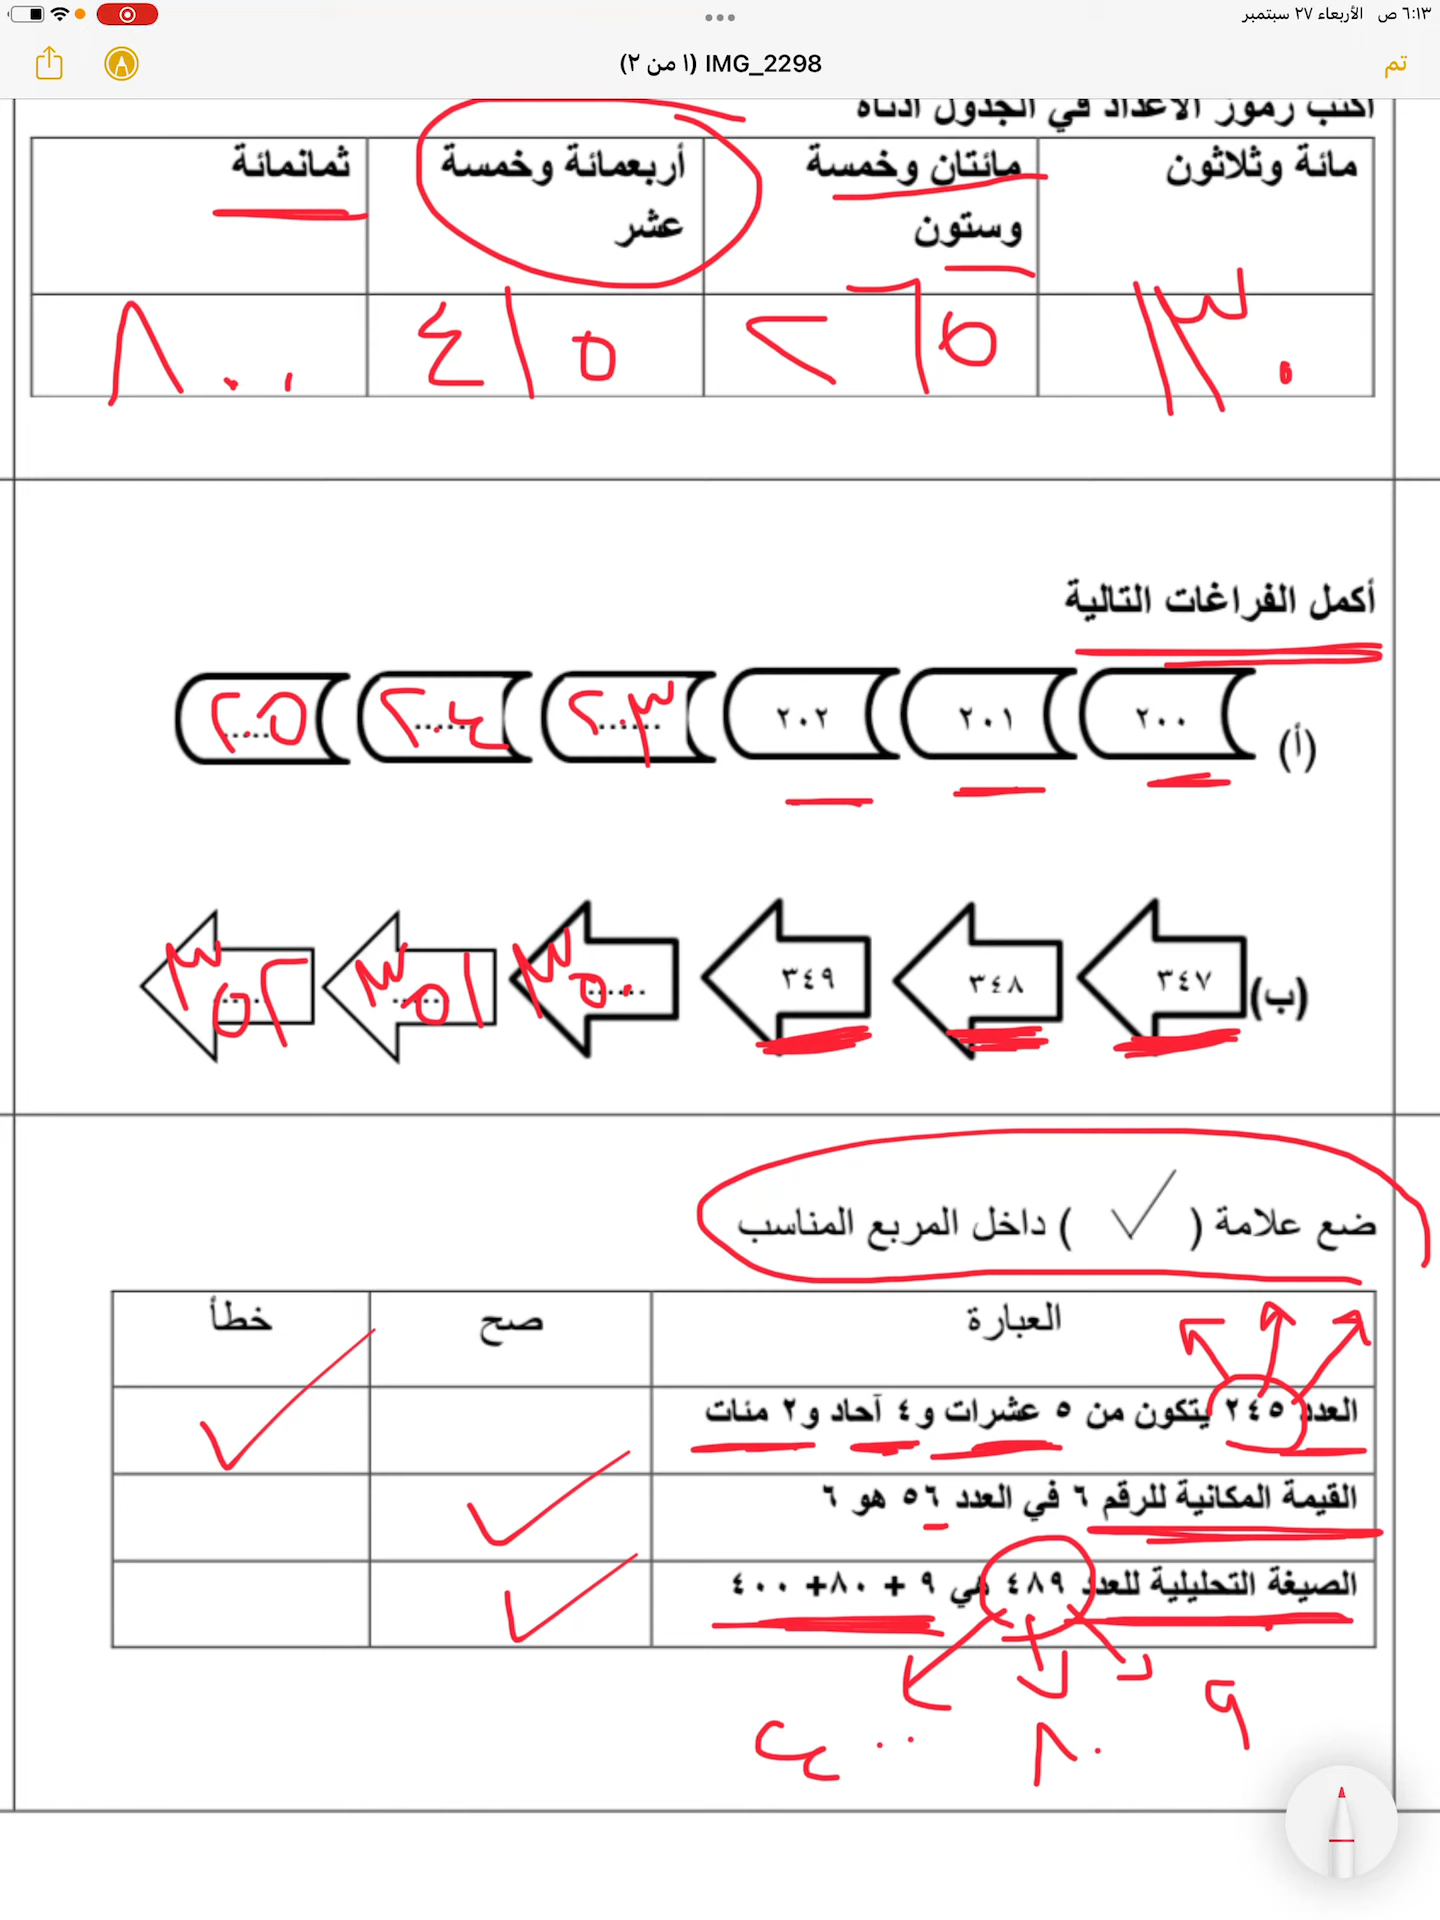 ٦:١٣ ص الأربعاء ٢٧ سبتمبر
تم
IMG_2298 (١ من ٢)
اكتب رموز الأعداد في الجدول أدناه
مائة وثلاثون
مائتان وخمسة وستون
أربعمائة وخمسة عشر
ثمانمائة
١٣٠
٢٦٥
٤١٥
٨٠٠
أكمل الفراغات التالية
(أ) ٢٠٠ ٢٠١ ٢٠٢ ٢٠٣ ٢٠٤ ٢٠٥
(ب) ٣٤٧ ٣٤٨ ٣٤٩ ٣٥٠ ٣٥١ ٣٥٢
ضع علامة ( ✓ ) داخل المربع المناسب
العبارة صح خطأ
العدد ٢٤٥ يتكون من ٥ عشرات و٤ آحاد و٢ مئات ✓
القيمة المكانية للرقم ٦ في العدد ٥٦ هو ٦ ✓
الصيغة التحليلية للعدد ٤٨٩ هي ٩ + ٨٠+ ٤٠٠ ✓
٩ ٨٠ ٤٠٠